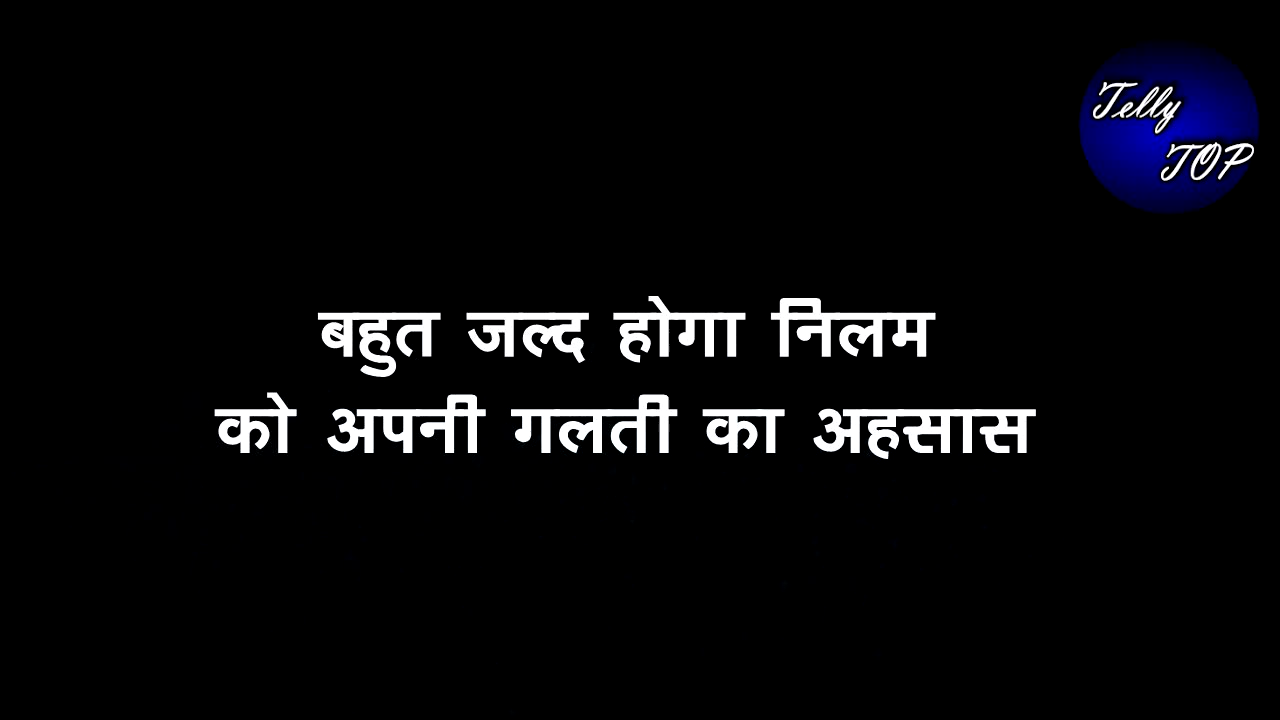 Telly
TOP
बहुत जल्द होगा निलम
को अपनी गलती का अहसास